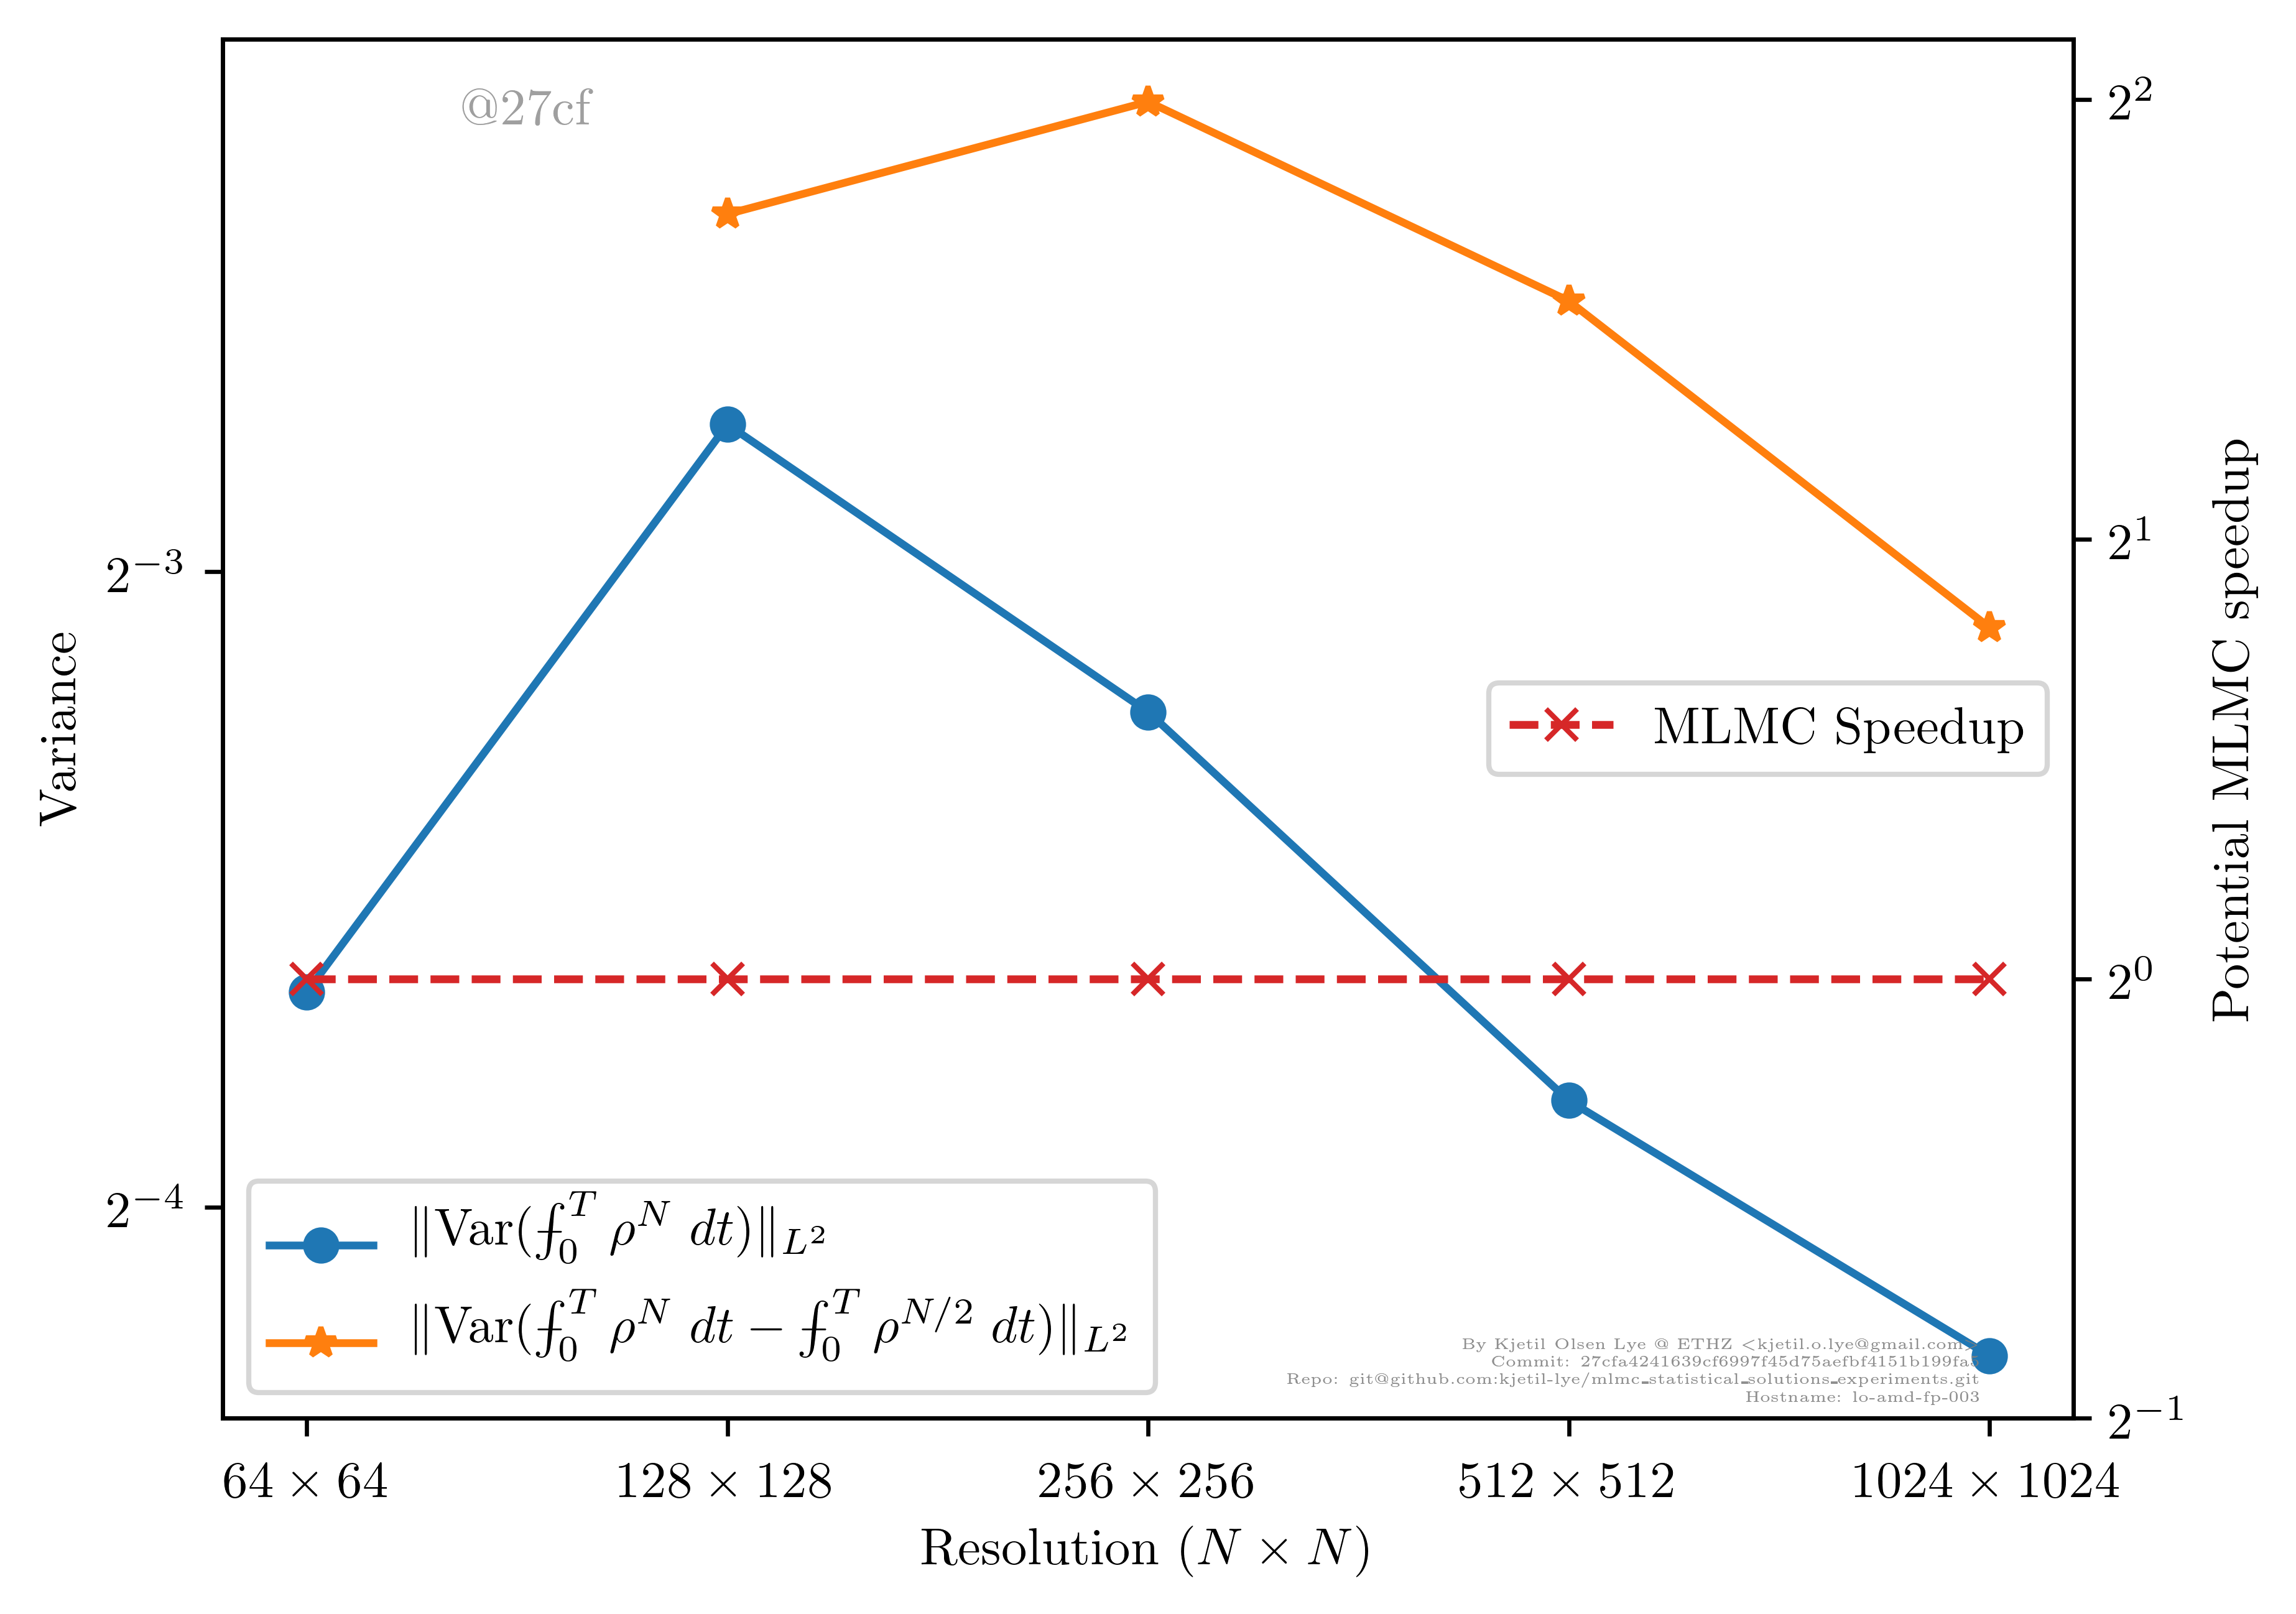 @27cf
2^2
2^1
2^{-3}
Variance
Potential MLMC speedup
MLMC Speedup
2^0
2^{-4}
‖Var(⨍_0^T ρ^N dt)‖_{L^2}
‖Var(⨍_0^T ρ^N dt − ⨍_0^T ρ^{N/2} dt)‖_{L^2}
By Kjetil Olsen Lye @ ETHZ <kjetil.o.lye@gmail.com>
Commit: 27cfa4241639cf6997f45d75aefbf4151b199fa5
Repo: git@github.com:kjetil-lye/mlmc_statistical_solutions_experiments.git
Hostname: lo-amd-fp-003
2^{-1}
64 × 64 128 × 128 256 × 256 512 × 512 1024 × 1024
Resolution (N × N)